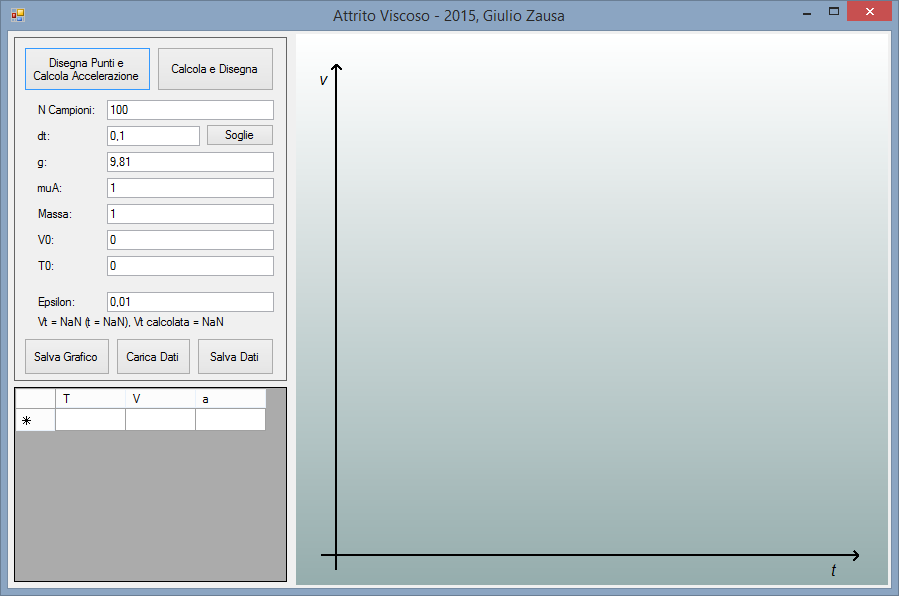 Attrito Viscoso - 2015, Giulio Zausa
Disegna Punti e
Calcola Accelerazione
Calcola e Disegna
N Campioni: 100
dt: 0,1 Soglie
g: 9,81
muA: 1
Massa: 1
V0: 0
T0: 0
Epsilon: 0,01
Vt = NaN (t = NaN), Vt calcolata = NaN
Salva Grafico Carica Dati Salva Dati
T V a
v
t